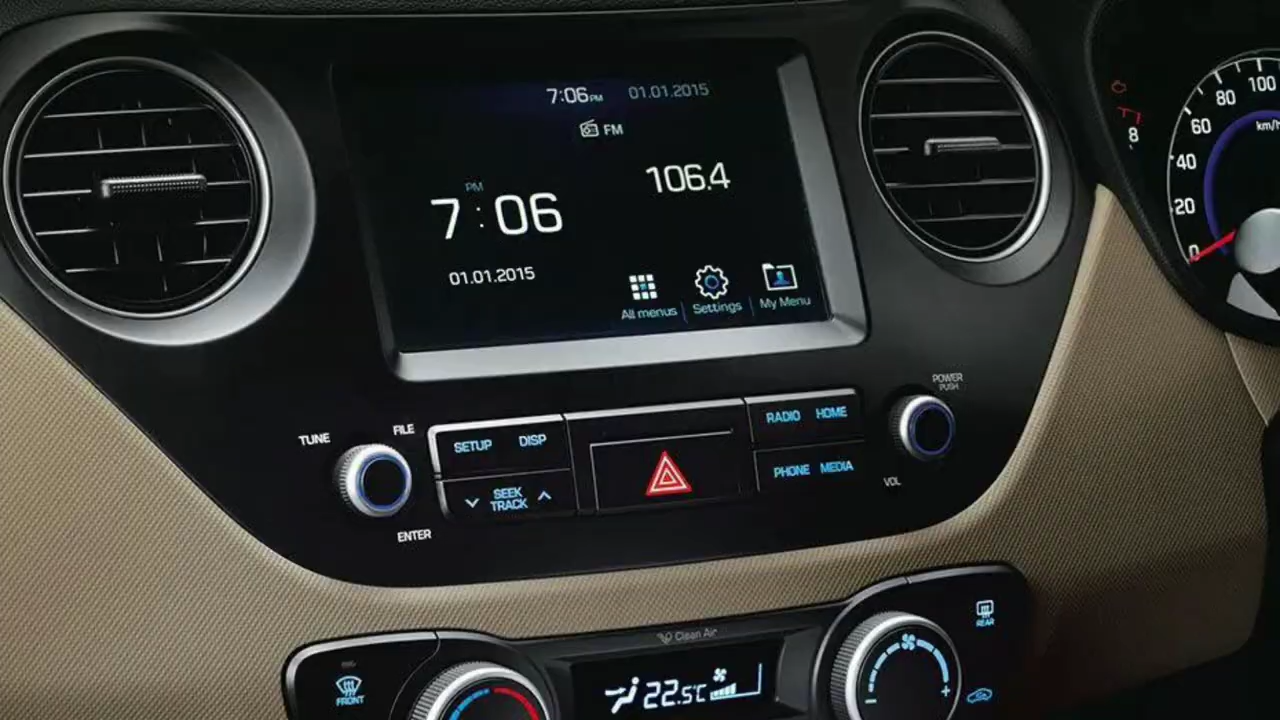 7:06PM 01.01.2015
FM
106.4
PM
7:06
01.01.2015
All menus
Settings
My Menu
TUNE
FILE
ENTER
SETUP DISP
SEEK
TRACK
RADIO HOME
PHONE MEDIA
POWER
PUSH
VOL
8
0
20
40
60
80
100
km/h
Clean Air
FRONT
22.5°C
REAR